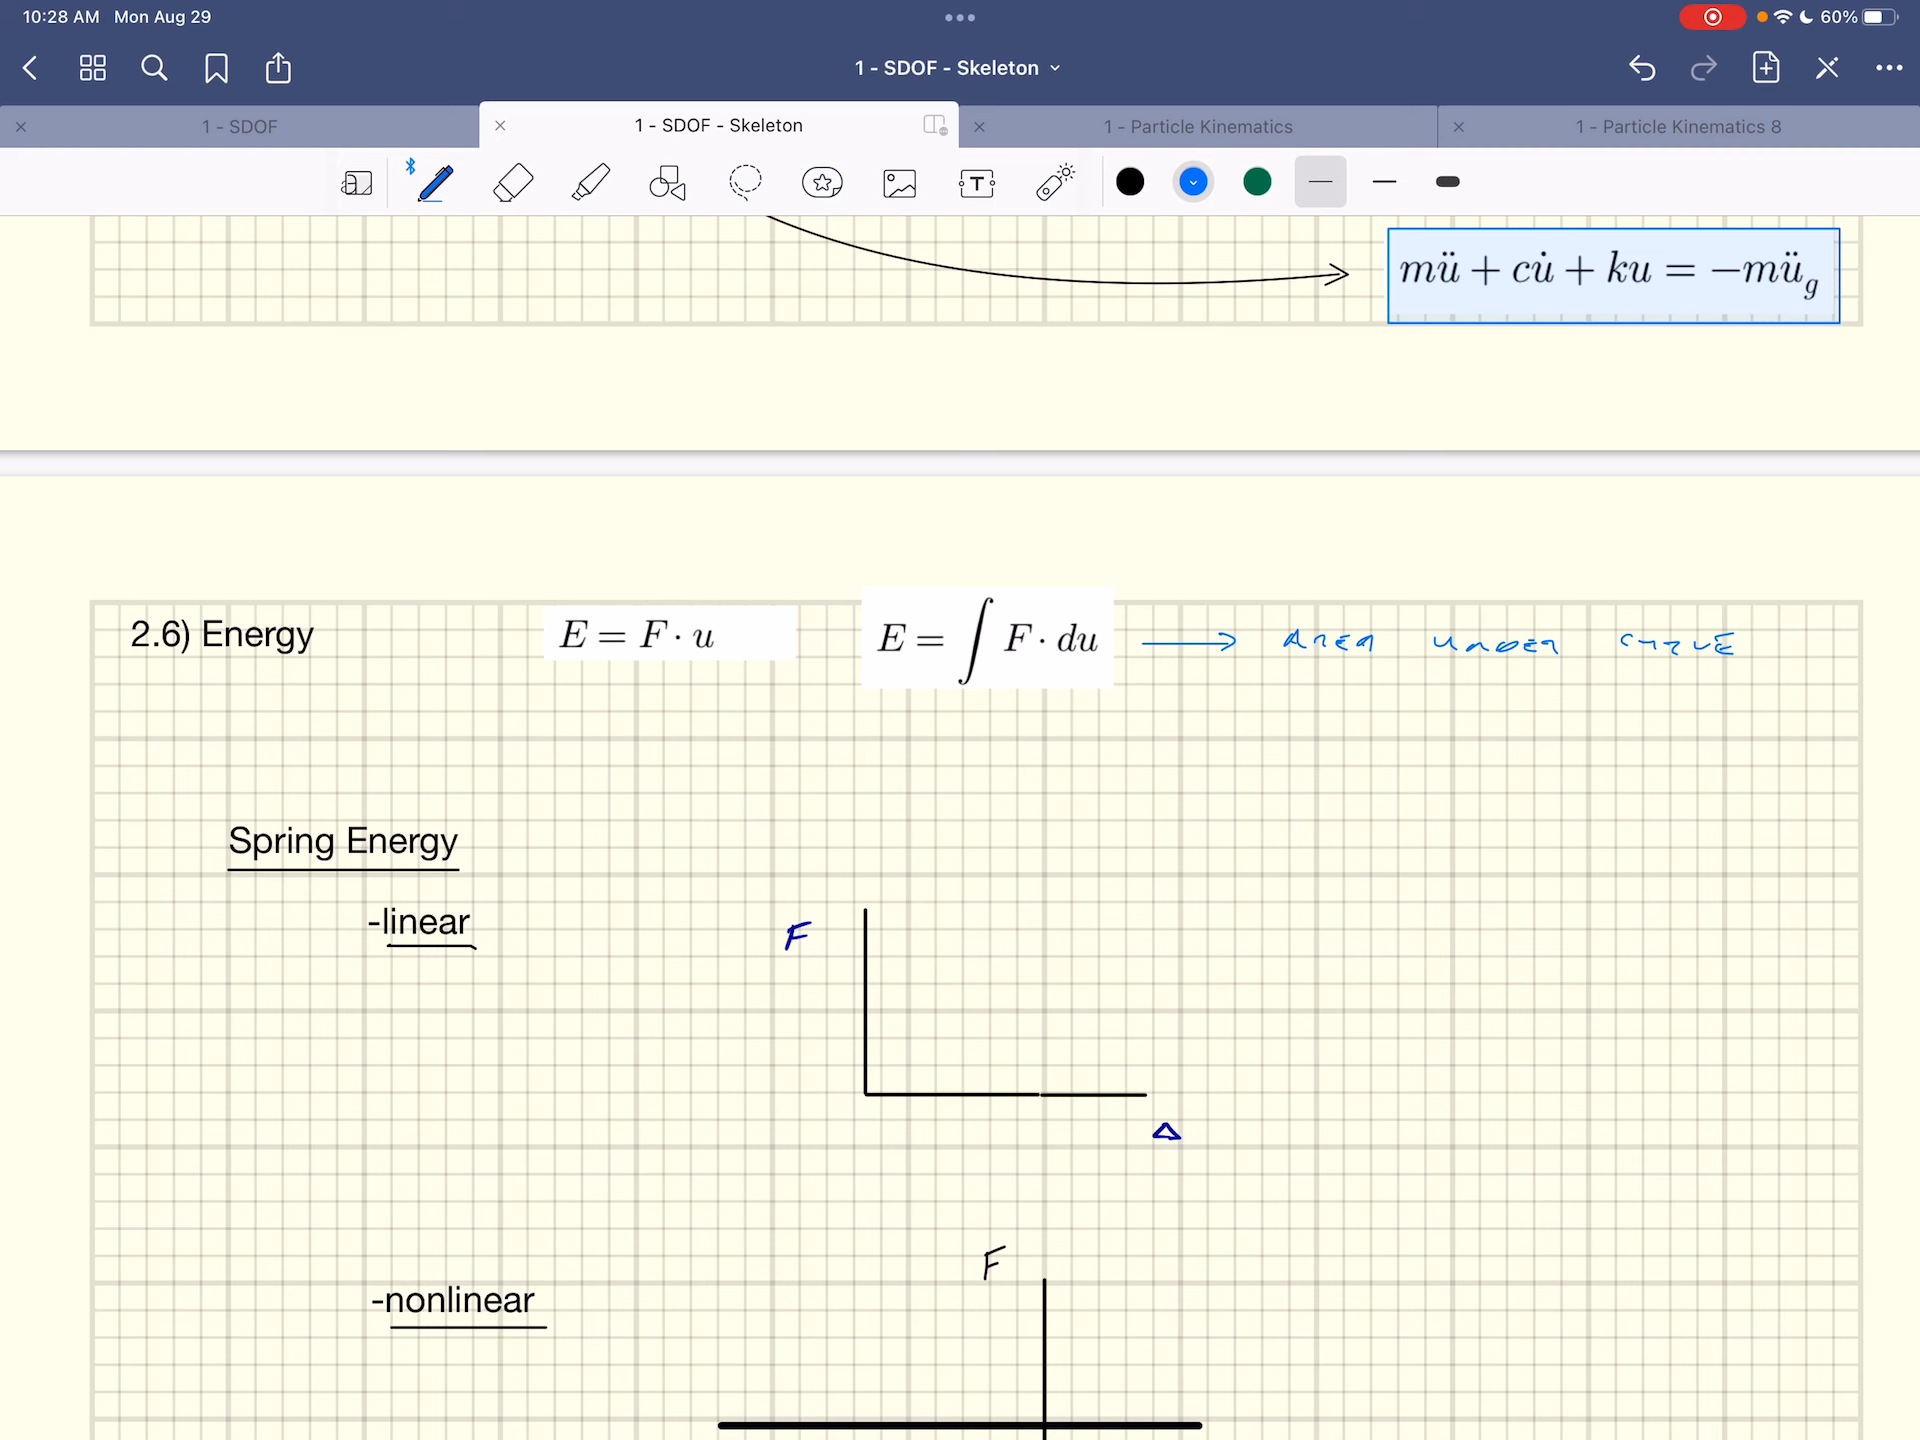 10:28 AM Mon Aug 29
60%
1 - SDOF - Skeleton
1 - SDOF
1 - SDOF - Skeleton
1 - Particle Kinematics
1 - Particle Kinematics 8
a
T
mü + cu̇ + ku = −mü_g
2.6) Energy E = F · u E = ∫ F · du ⟶ AREA UNDER CURVE
Spring Energy
-linear
F
Δ
F
-nonlinear